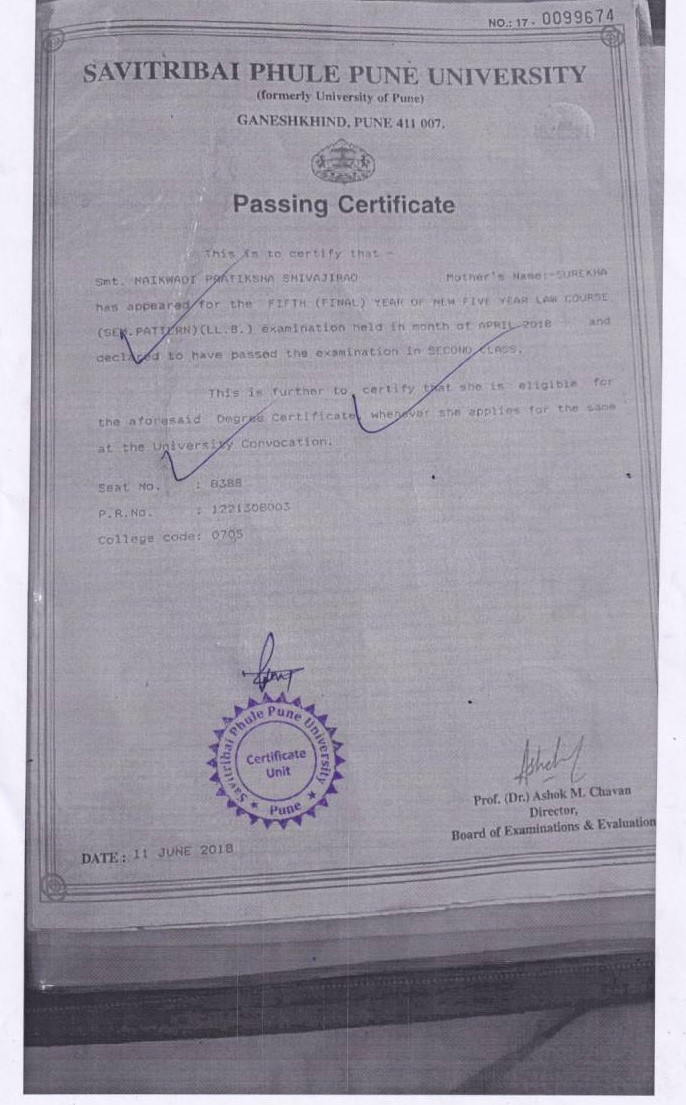 NO.: 17 - 0099674
SAVITRIBAI PHULE PUNE UNIVERSITY
(formerly University of Pune)
GANESHKHIND, PUNE 411 007.
Passing Certificate
This is to certify that -
Smt. NAIKWADI PRATIKSHA SHIVAJIRAO Mother's Name:-SUREKHA
has appeared for the FIFTH (FINAL) YEAR OF NEW FIVE YEAR LAW COURSE
(SEM.PATTERN)(LL.B.) examination held in month of APRIL 2018 and
declared to have passed the examination in SECOND CLASS.
This is further to certify that she is eligible for
the aforesaid Degree Certificate, whenever she applies for the same
at the University Convocation.
Seat No. : 8388
P.R.No. : 1221308003
College code: 0705
Savitribai Phule Pune University
Certificate
Unit
Pune
Prof. (Dr.) Ashok M. Chavan
Director,
Board of Examinations & Evaluation
DATE : 11 JUNE 2018